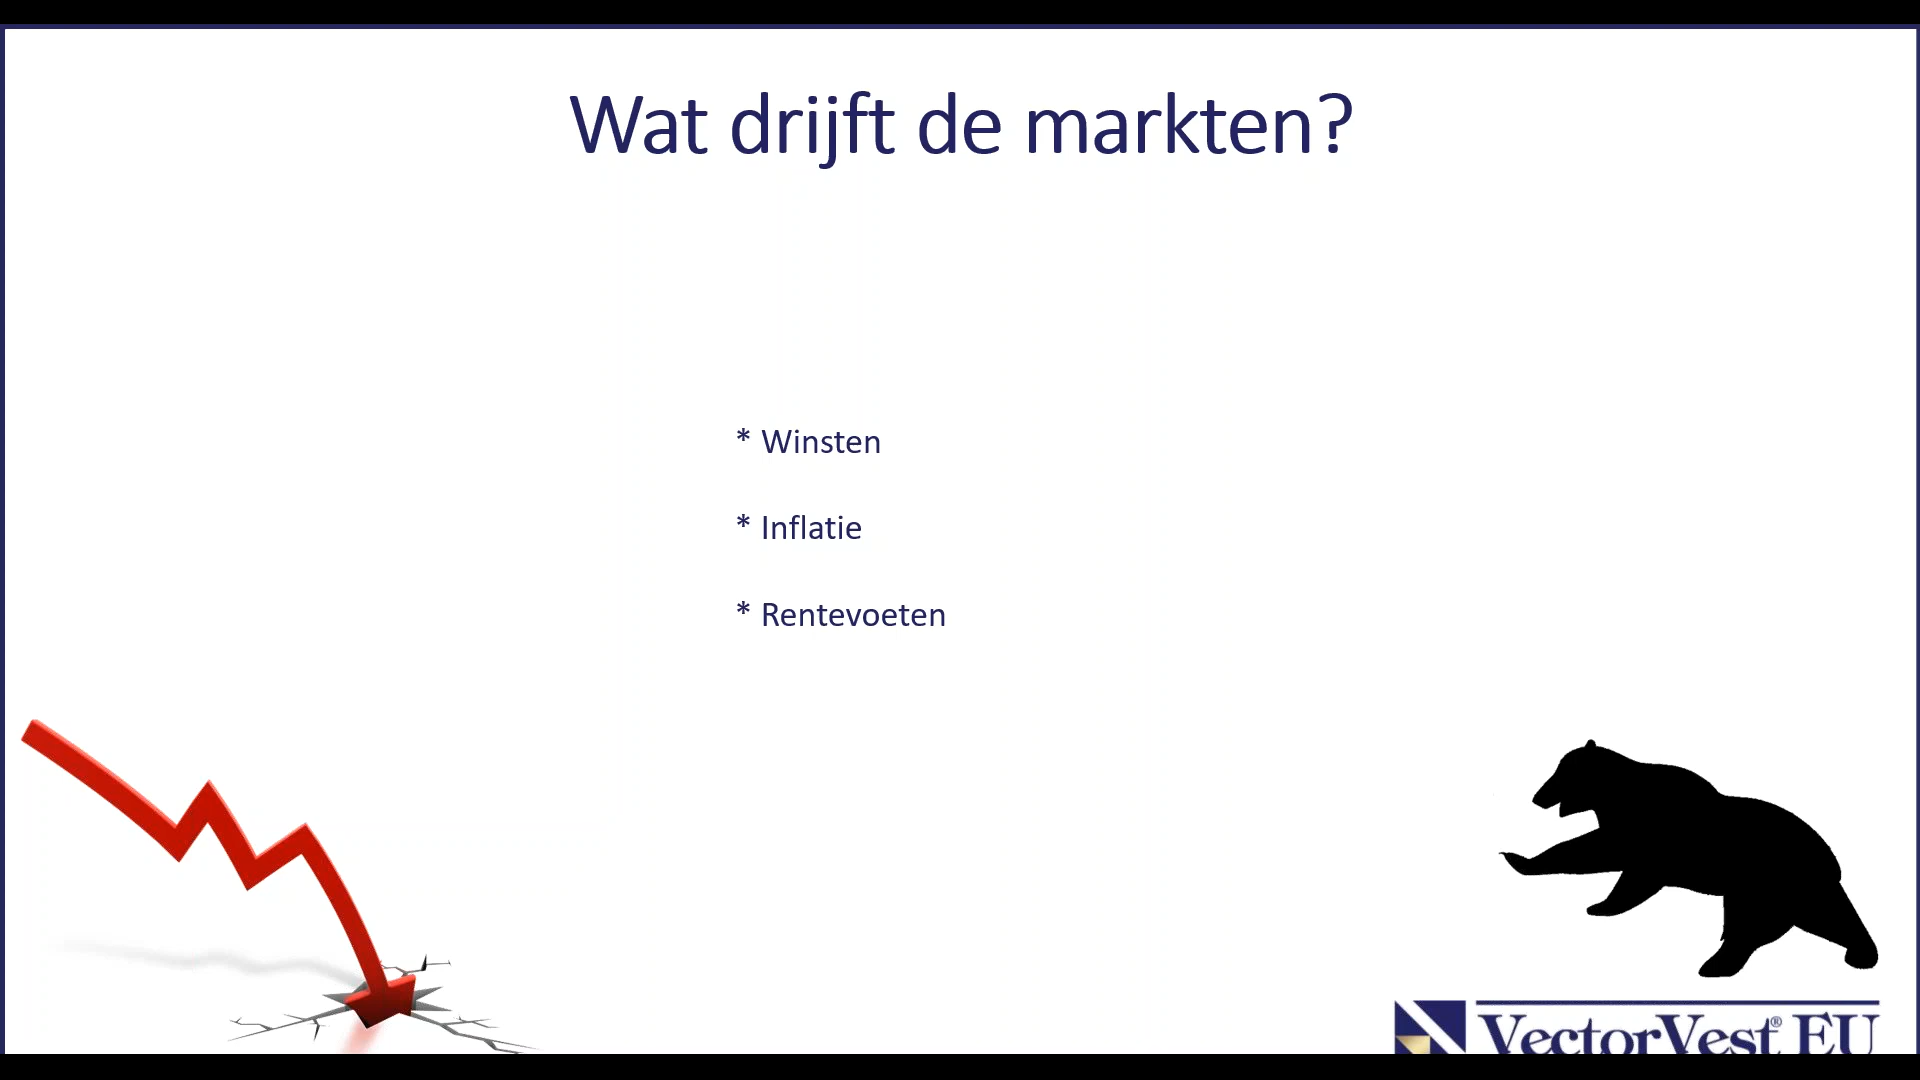 Wat drijft de markten?
* Winsten
* Inflatie
* Rentevoeten
VectorVest® EU